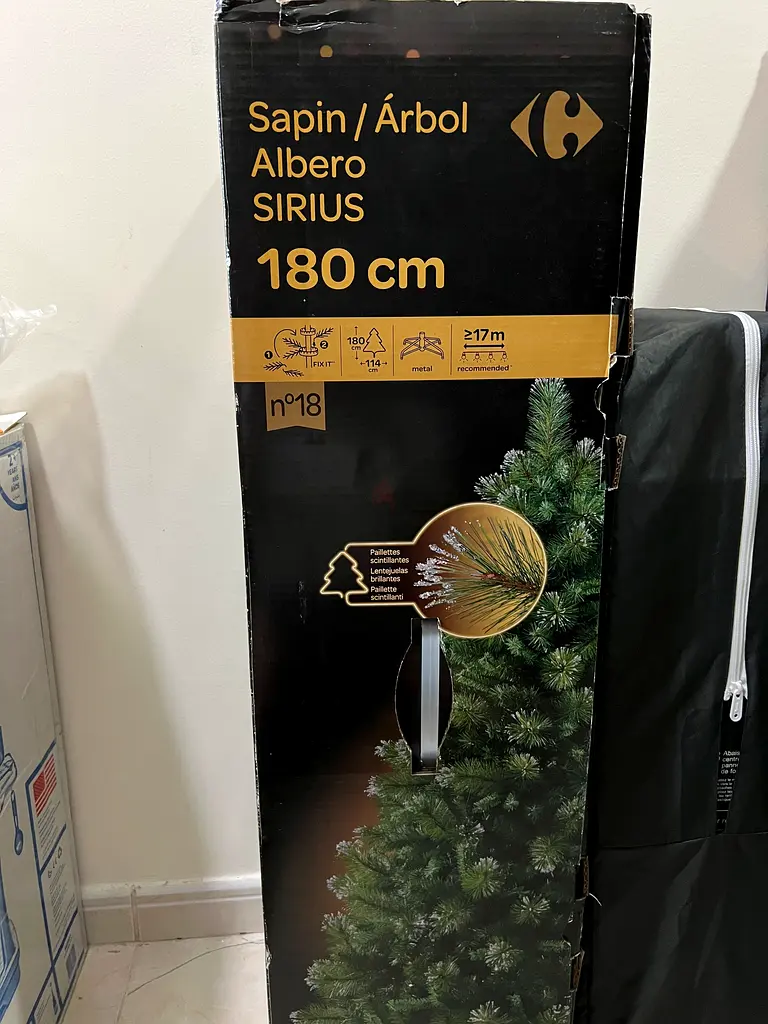 Sapin / Árbol
Albero
SIRIUS
180 cm
1
2
FIXIT™
180
cm
114
cm
metal
≥17m
recommended*
nº18
Paillettes
scintillantes
Lentejuelas
brillantes
Paillette
scintillanti